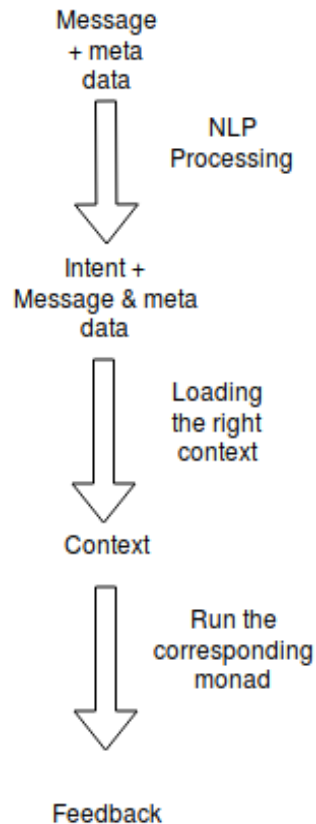 Message
+ meta
data
NLP
Processing
Intent +
Message & meta
data
Loading
the right
context
Context
Run the
corresponding
monad
Feedback